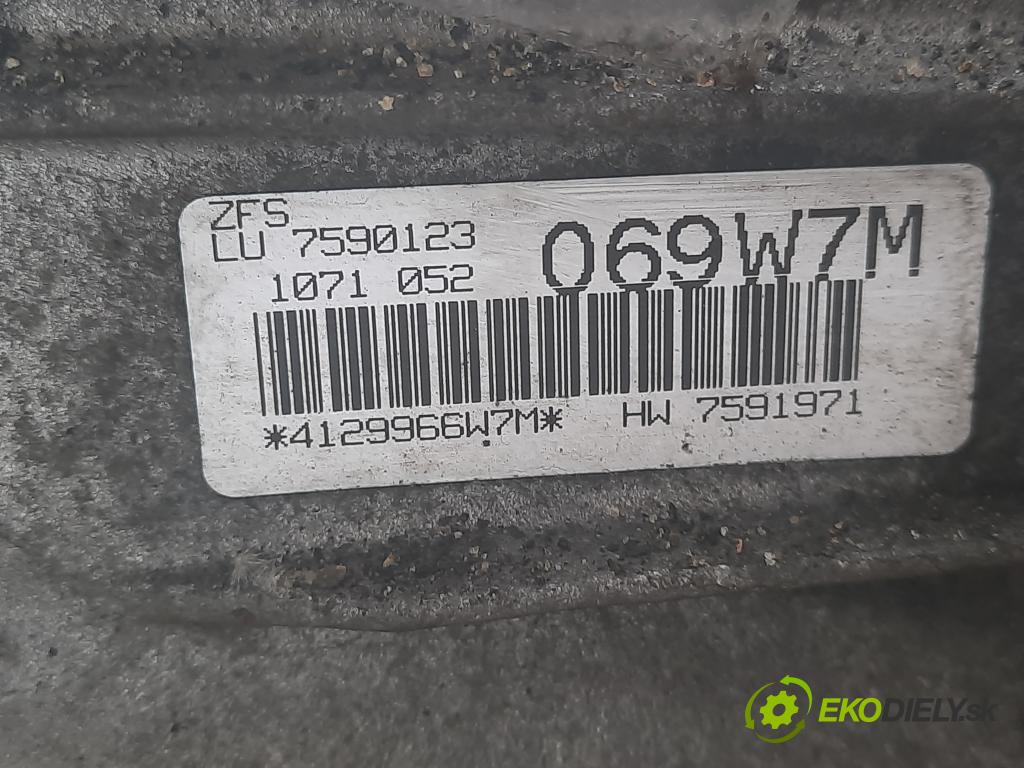 ZFS
LU 7590123
069W7M
1071 052
*4129966W7M* HW 7591971
EKODIELY.sk